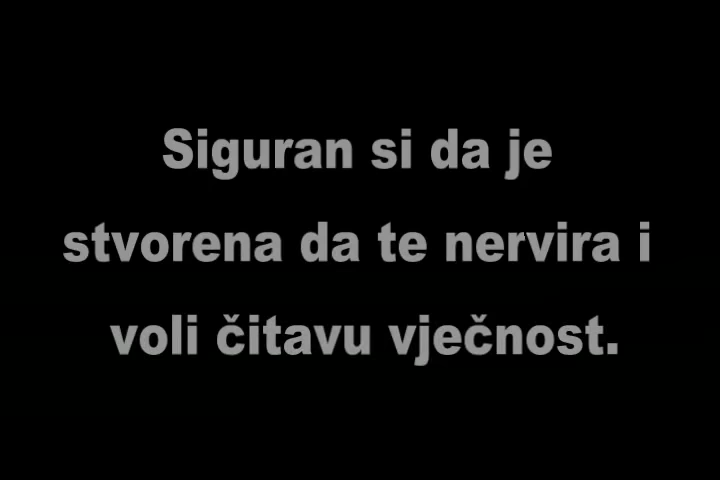 Siguran si da je
stvorena da te nervira i
voli čitavu vječnost.